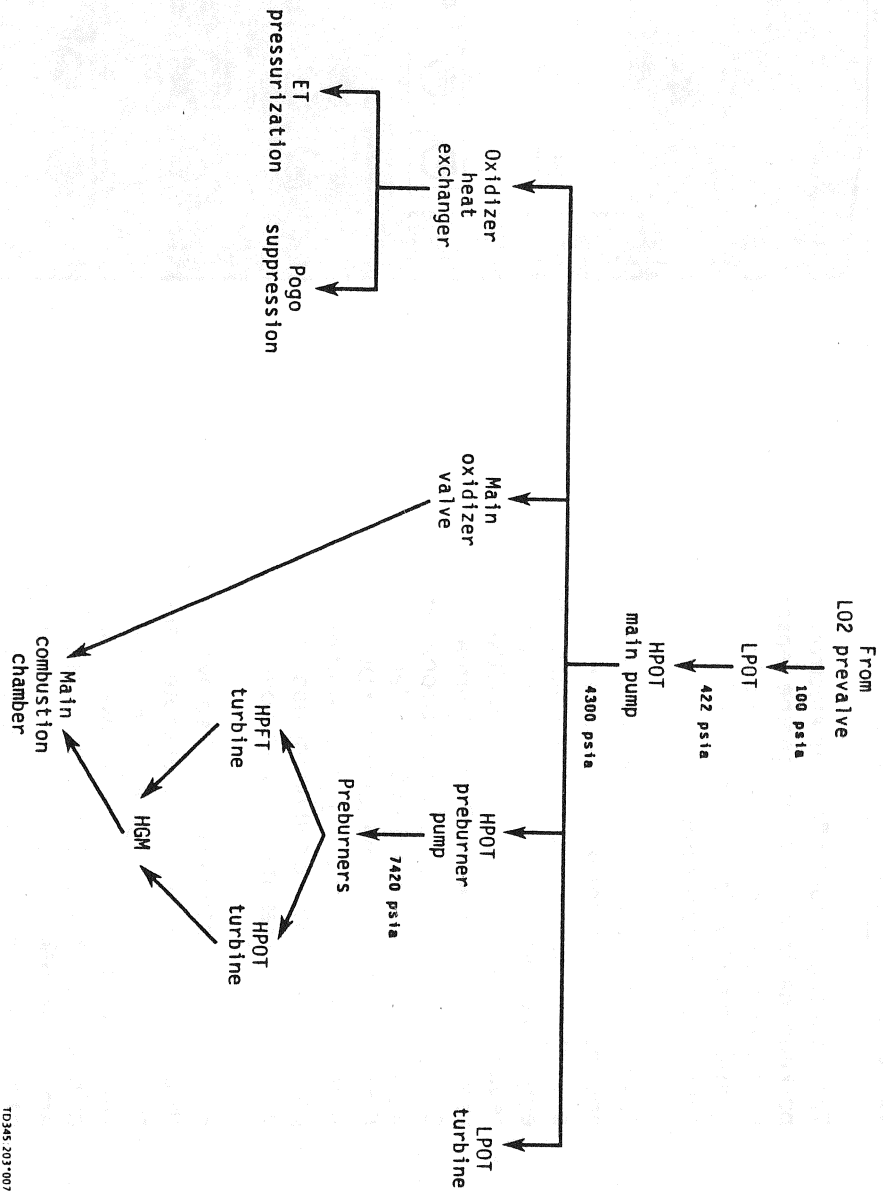 From
LO2 prevalve
100 psia
LPOT
422 psia
HPOT
main pump
4300 psia
Oxidizer
heat
exchanger
ET
pressurization
Pogo
suppression
Main
oxidizer
valve
HPOT
preburner
pump
7420 psia
Preburners
HPFT
turbine
HPOT
turbine
HGM
Main
combustion
chamber
LPOT
turbine
TD345.203*007